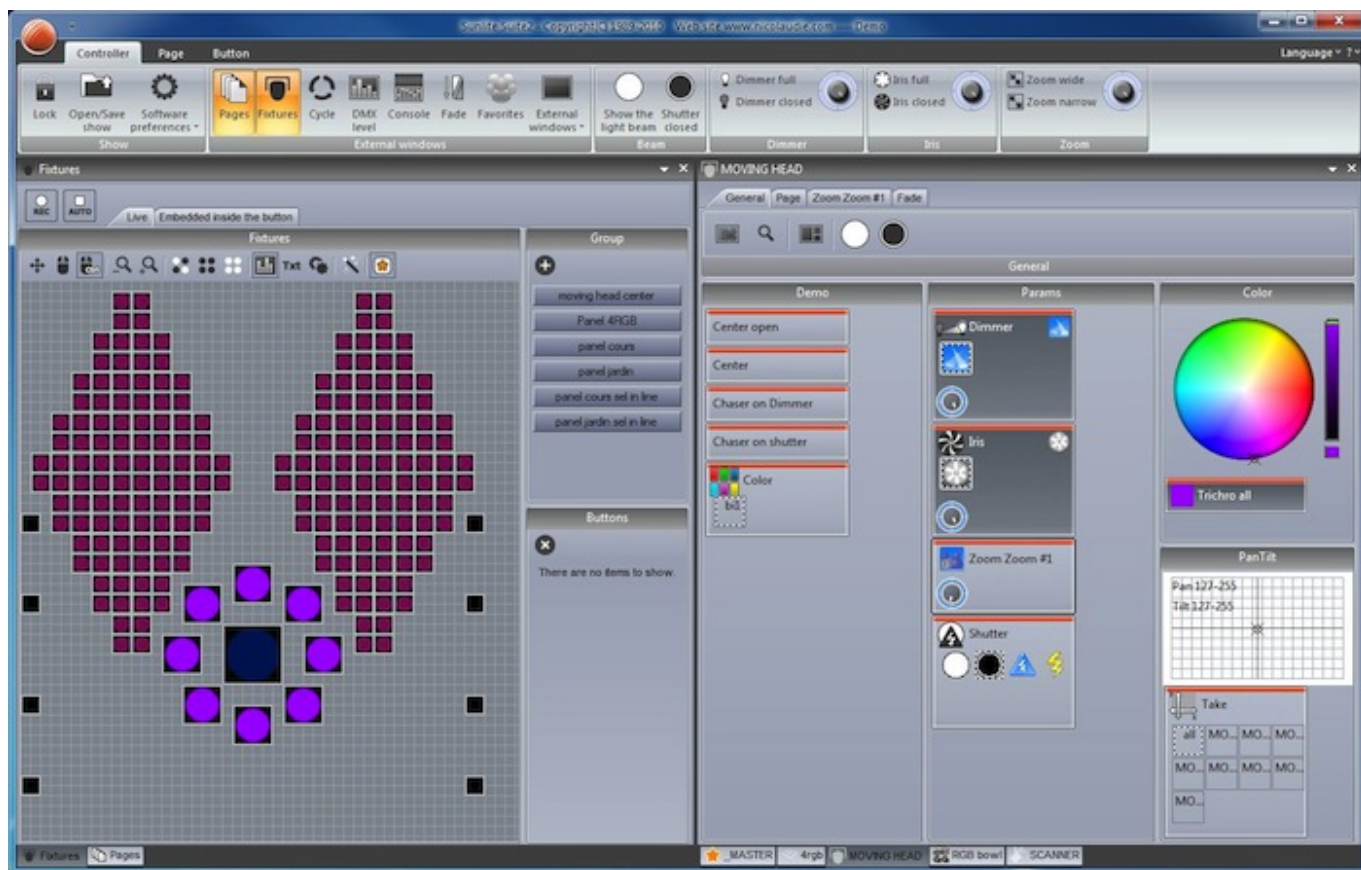 Sunlite Suite2 - Copyright(C) 1989-2010 Web site www.nicolaudie.com --- Demo
Controller Page Button Language ?
Lock Open/Save show Software preferences
Pages Fixtures Cycle DMX level Console Fade Favorites External windows
Show the light beam Shutter closed
Dimmer full
Dimmer closed
Iris full
Iris closed
Zoom wide
Zoom narrow
Show External windows Beam Dimmer Iris Zoom
Fixtures
REC AUTO
Live Embedded inside the button
Fixtures
Txt
Group
moving head center
Panel 4RGB
panel cours
panel jardin
panel cours sel in line
panel jardin sel in line
Buttons
There are no items to show.
Fixtures Pages
MOVING HEAD
General Page Zoom Zoom #1 Fade
General
Demo
Center open
Center
Chaser on Dimmer
Chaser on shutter
Color
Params
Dimmer
Iris
Zoom Zoom #1
Shutter
Color
Trichro all
PanTilt
Pan 127-255
Tilt 127-255
Take
all MO... MO... MO...
MO... MO... MO... MO...
MO...
_MASTER 4rgb MOVING HEAD RGB bowl SCANNER